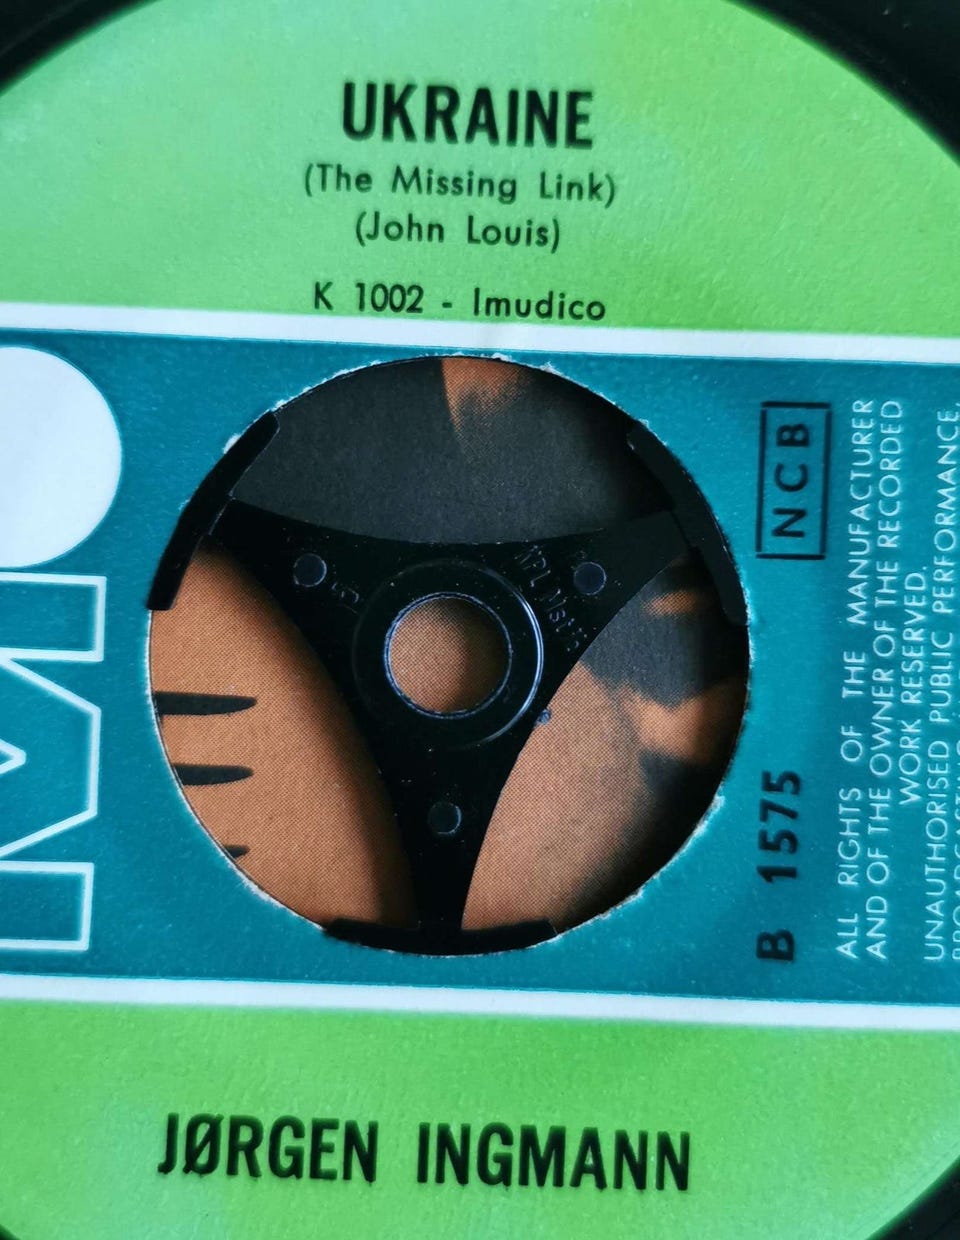 UKRAINE
(The Missing Link)
(John Louis)
K 1002 - Imudico
NCB
B 1575
ALL RIGHTS OF THE MANUFACTURER
AND OF THE OWNER OF THE RECORDED
WORK RESERVED.
UNAUTHORISED PUBLIC PERFORMANCE,
JØRGEN INGMANN